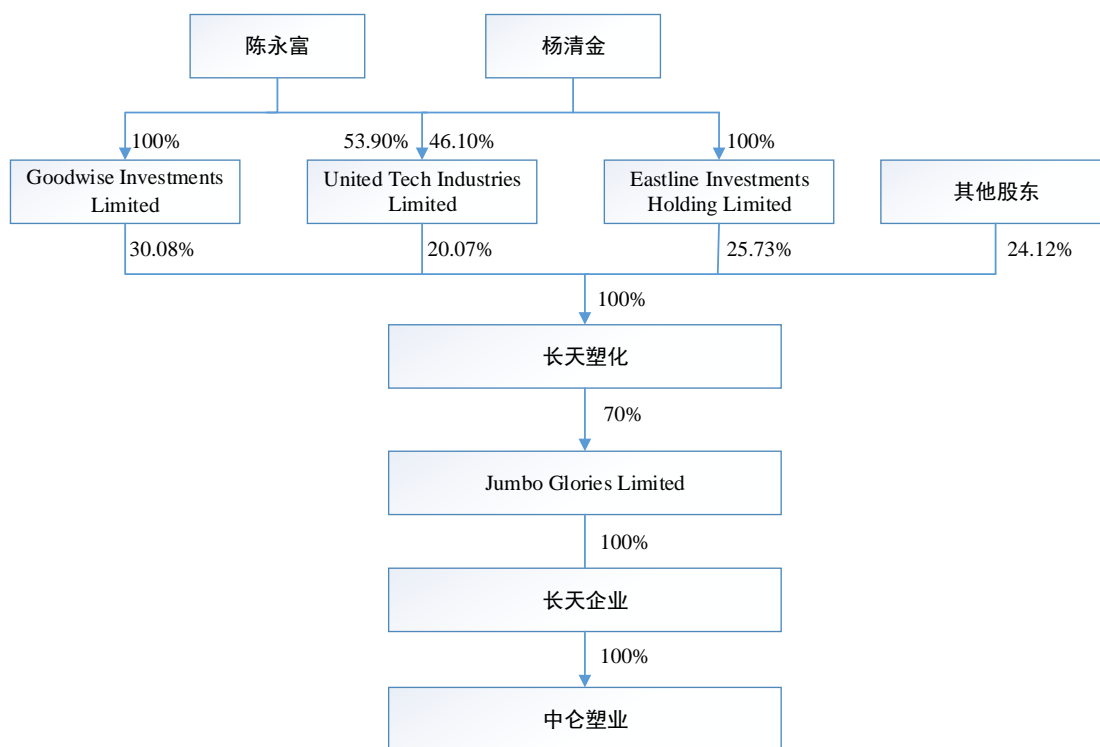 陈永富
杨清金
100%
53.90%
46.10%
100%
Goodwise Investments
Limited
United Tech Industries
Limited
Eastline Investments
Holding Limited
其他股东
30.08%
20.07%
25.73%
24.12%
100%
长天塑化
70%
Jumbo Glories Limited
100%
长天企业
100%
中仑塑业